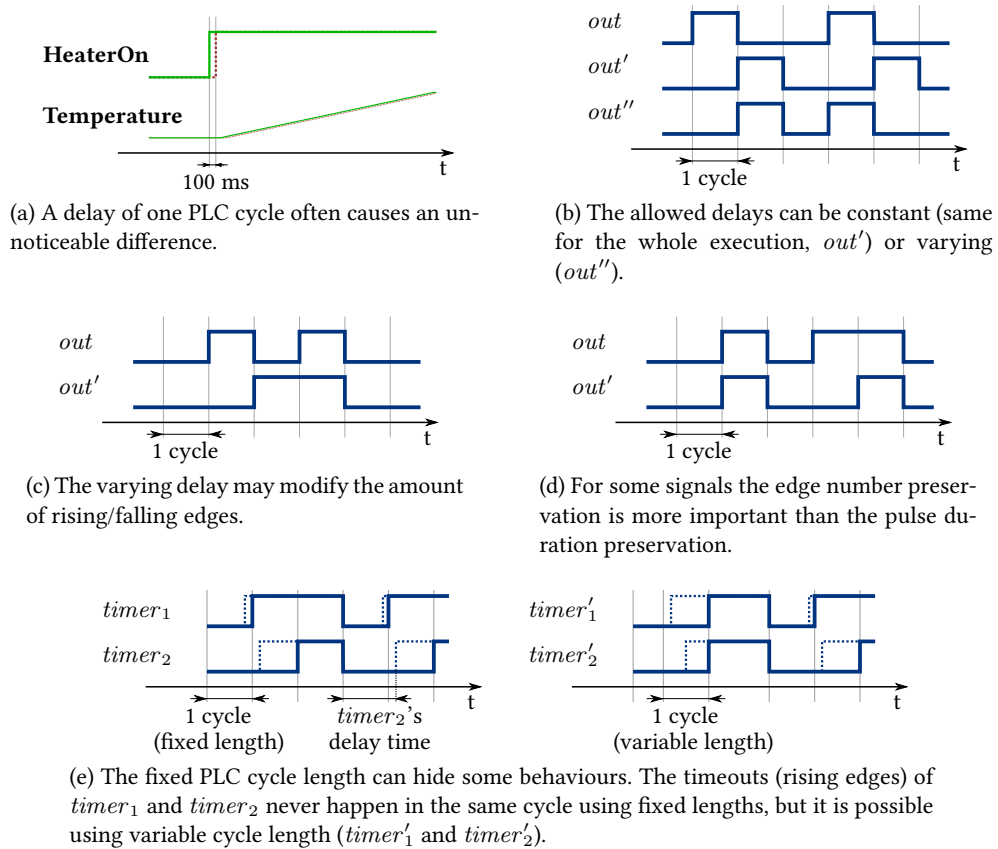 HeaterOn
Temperature
t
100 ms
(a) A delay of one PLC cycle often causes an un-
noticeable difference.
out
out′
out′′
t
1 cycle
(b) The allowed delays can be constant (same
for the whole execution, out′) or varying
(out′′).
out
out′
t
1 cycle
(c) The varying delay may modify the amount
of rising/falling edges.
out
out′
t
1 cycle
(d) For some signals the edge number preser-
vation is more important than the pulse du-
ration preservation.
timer₁
timer₂
t
1 cycle
(fixed length)
timer₂'s
delay time
timer′₁
timer′₂
t
1 cycle
(variable length)
(e) The fixed PLC cycle length can hide some behaviours. The timeouts (rising edges) of
timer₁ and timer₂ never happen in the same cycle using fixed lengths, but it is possible
using variable cycle length (timer′₁ and timer′₂).